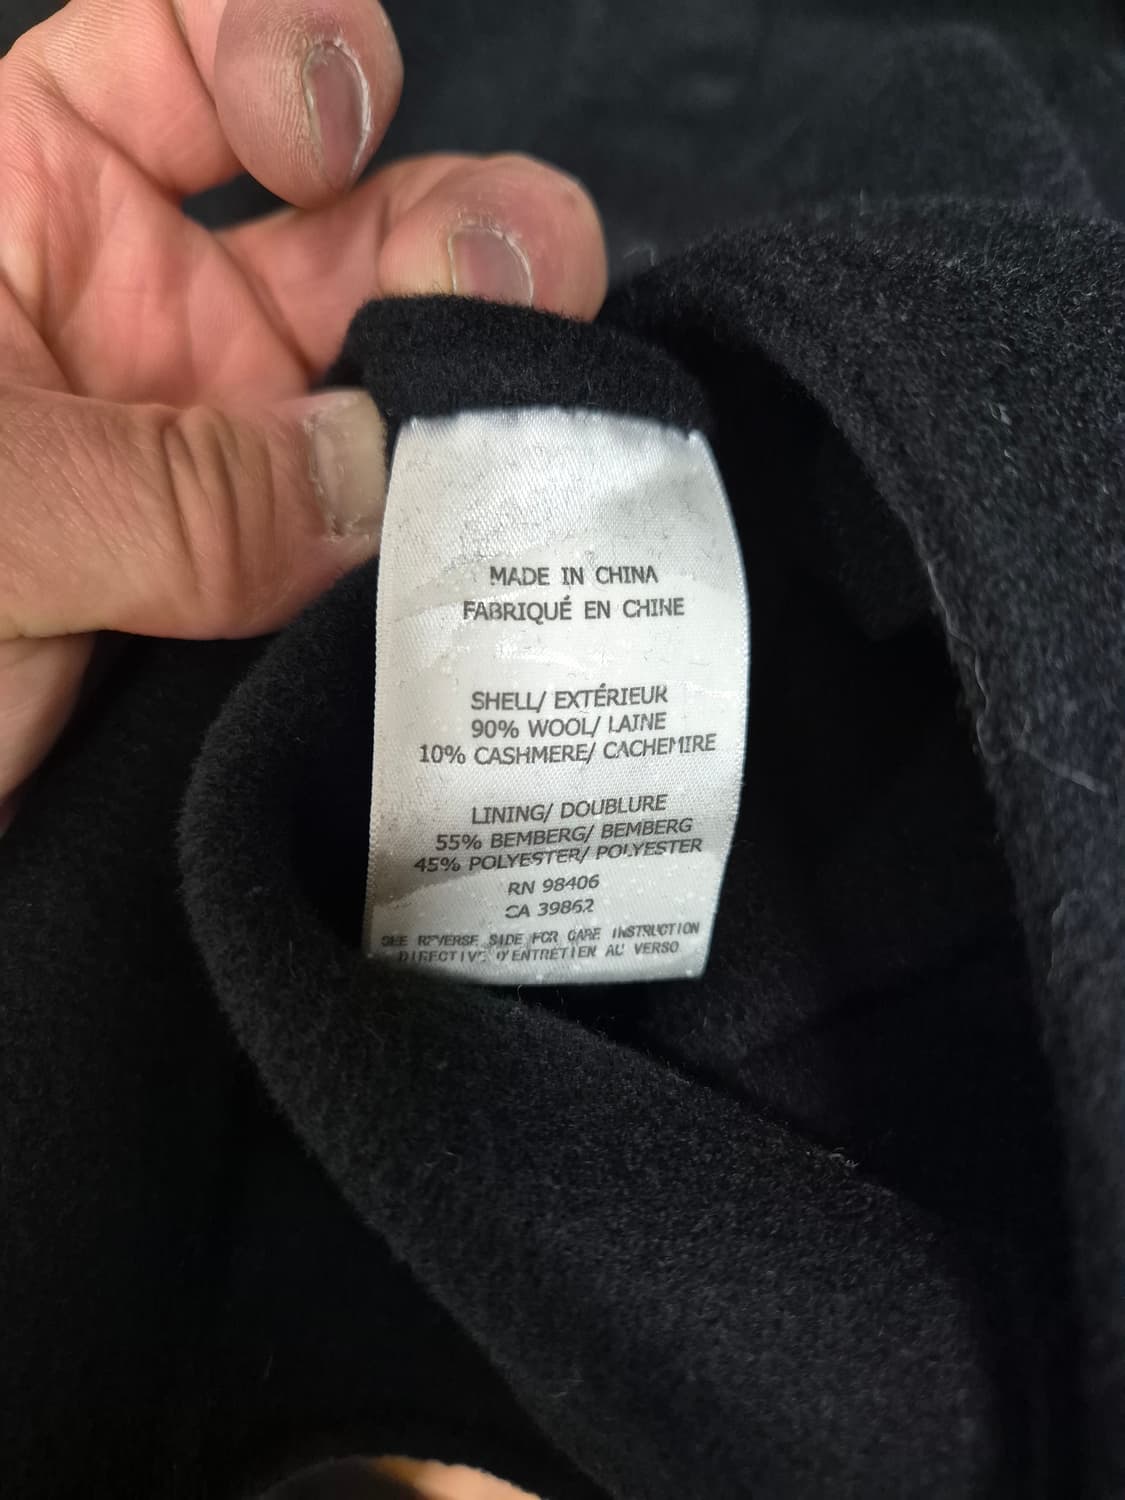 MADE IN CHINA
FABRIQUÉ EN CHINE
SHELL/ EXTÉRIEUR
90% WOOL/ LAINE
10% CASHMERE/ CACHEMIRE
LINING/ DOUBLURE
55% BEMBERG/ BEMBERG
45% POLYESTER/ POLYESTER
RN 98406
CA 39862
SEE REVERSE SIDE FOR CARE INSTRUCTION
DIRECTIVE D'ENTRETIEN AU VERSO